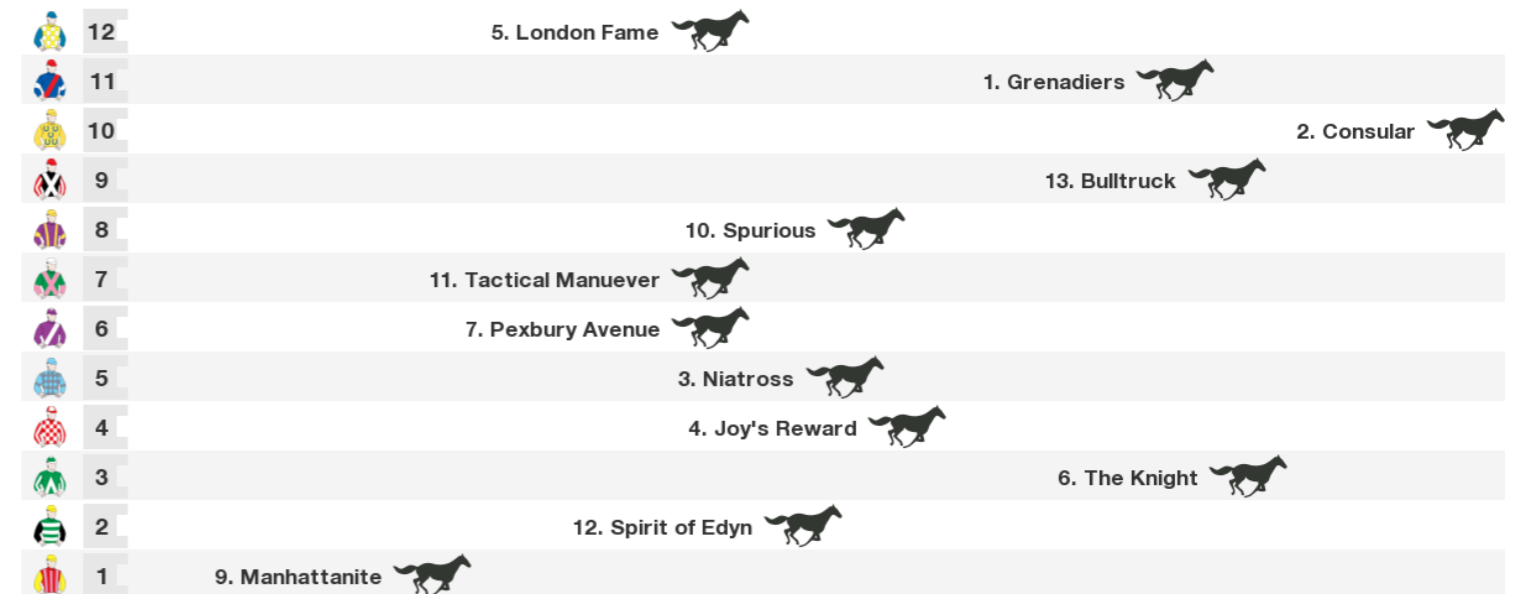 12 5. London Fame
11 1. Grenadiers
10 2. Consular
9 13. Bulltruck
8 10. Spurious
7 11. Tactical Manuever
6 7. Pexbury Avenue
5 3. Niatross
4 4. Joy's Reward
3 6. The Knight
2 12. Spirit of Edyn
1 9. Manhattanite